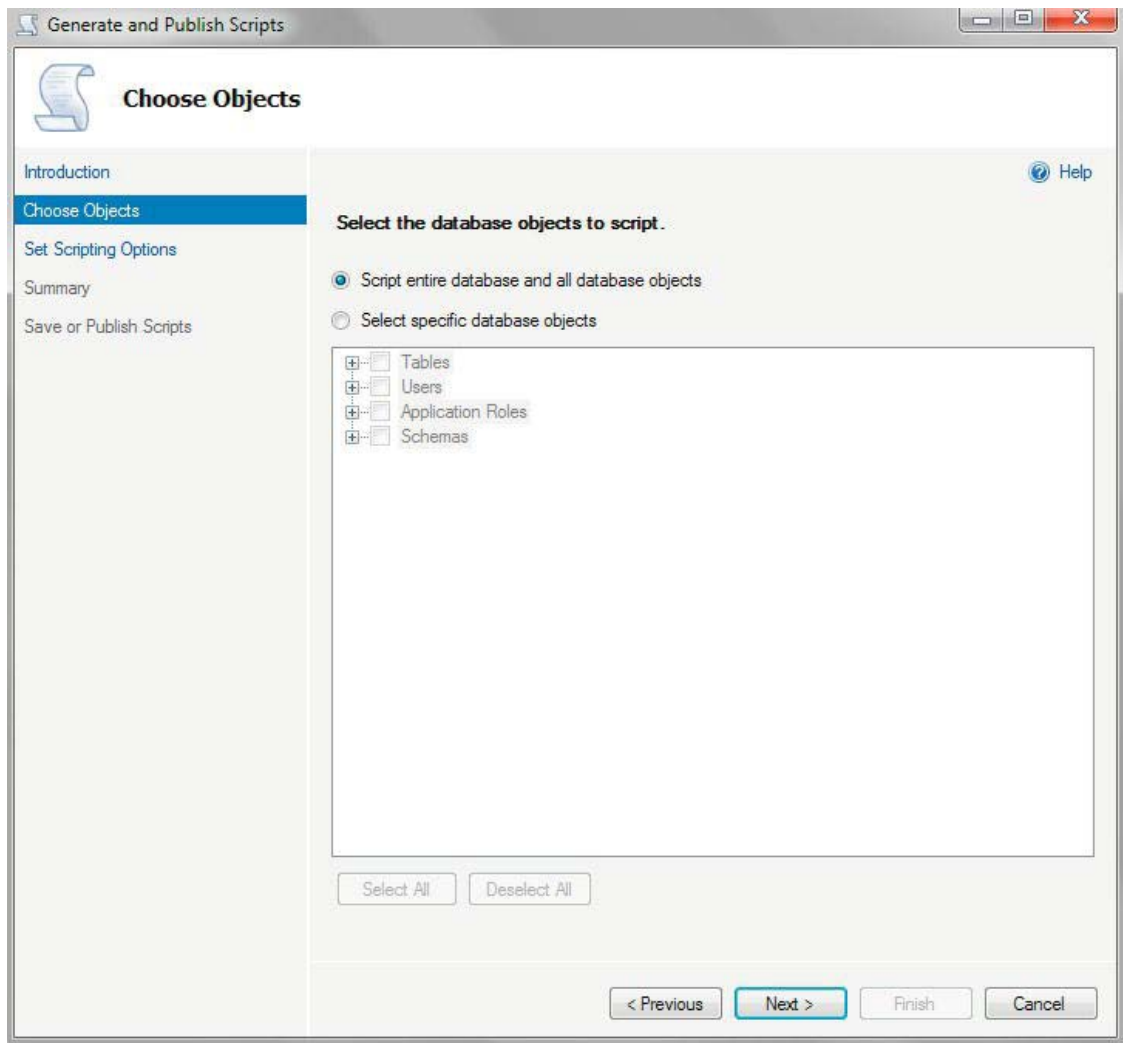 Generate and Publish Scripts
Choose Objects
Introduction
Help
Choose Objects
Select the database objects to script.
Set Scripting Options
Script entire database and all database objects
Summary
Select specific database objects
Save or Publish Scripts
Tables
Users
Application Roles
Schemas
Select All
Deselect All
< Previous
Next >
Finish
Cancel